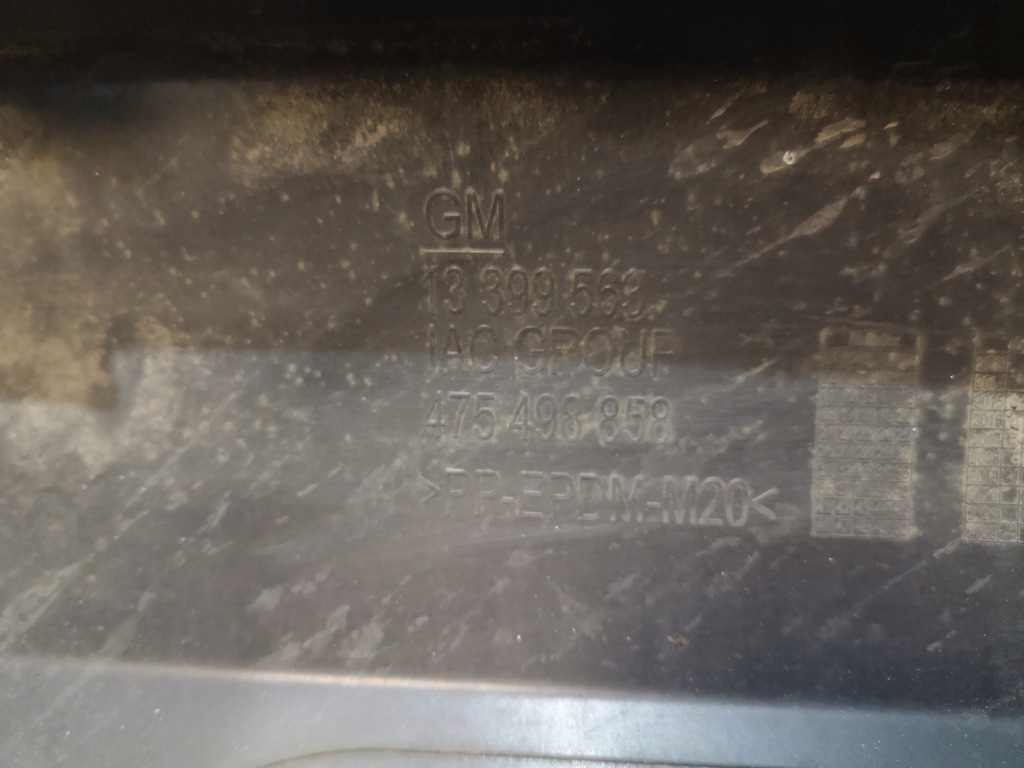 GM
13 399 563
IAC GROUP
475 498 858
>PP-EPDM-M20<